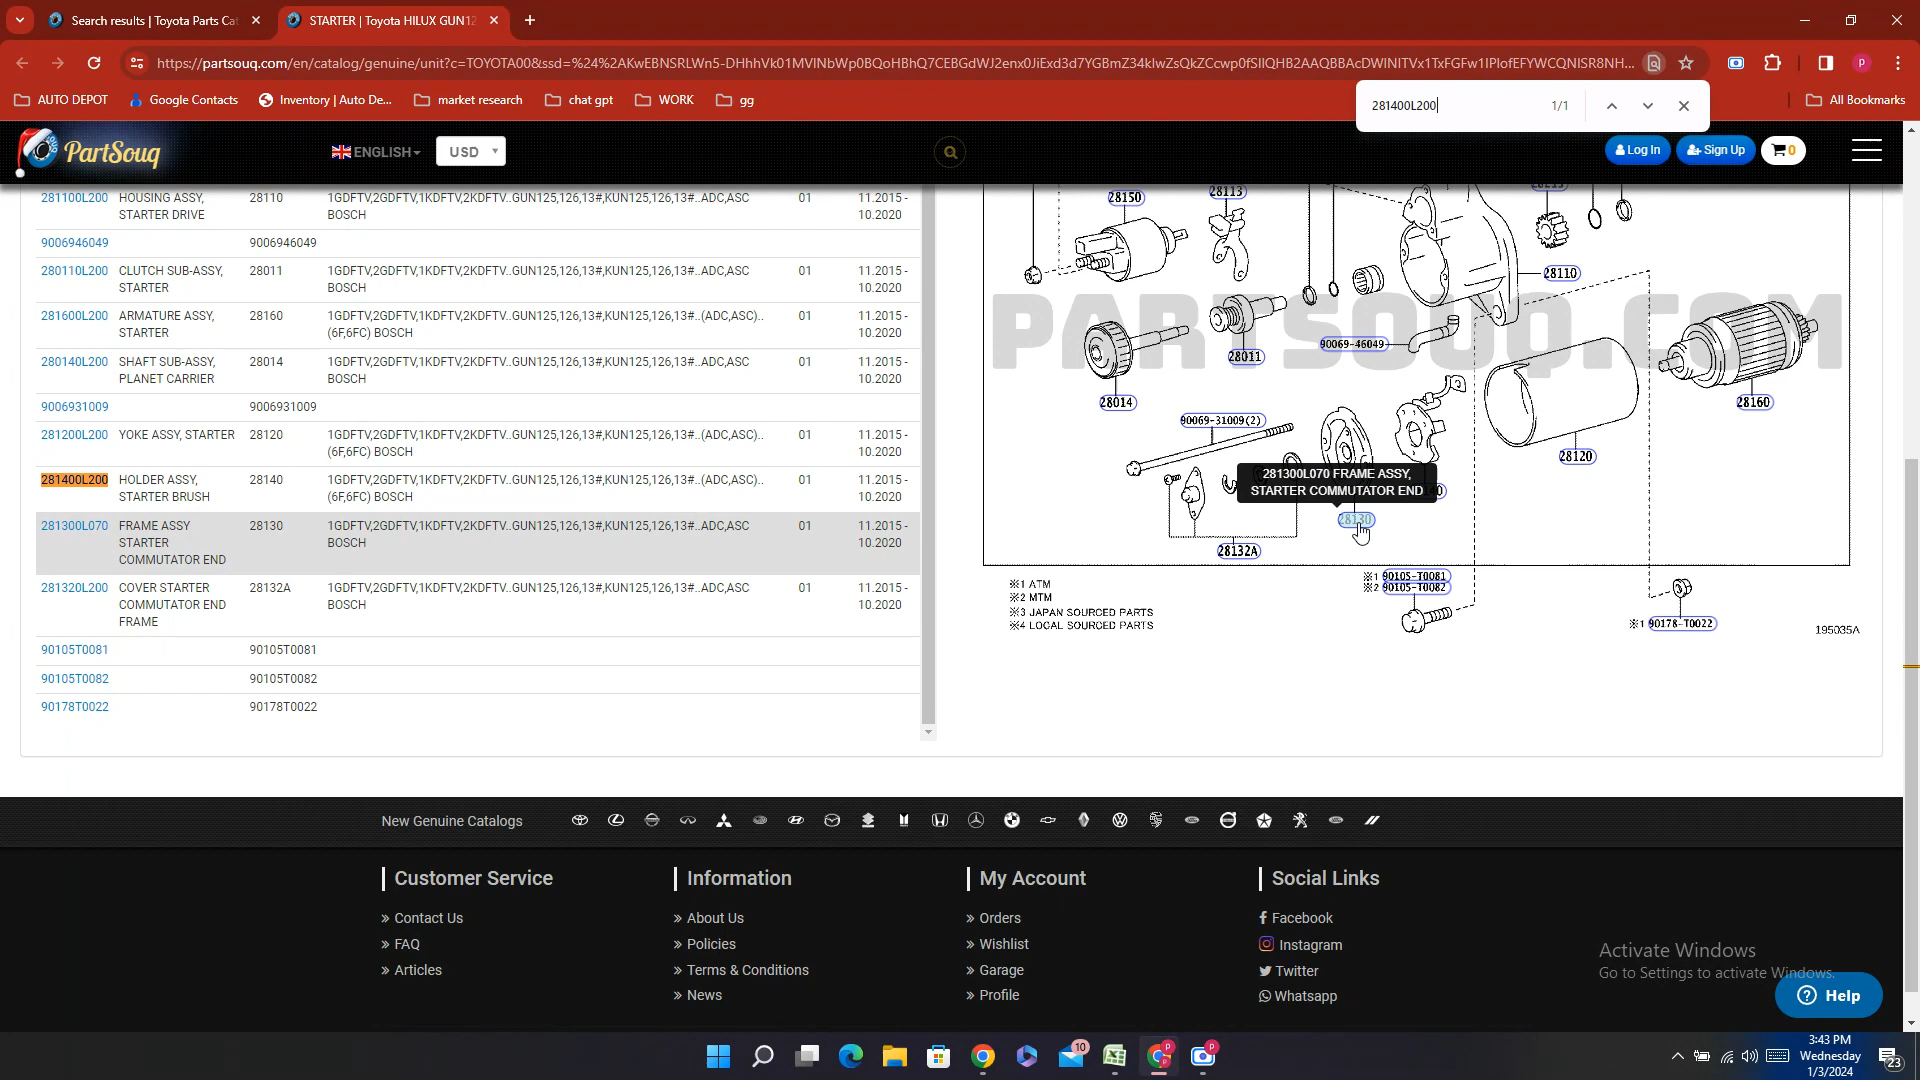 Search results | Toyota Parts Cat
STARTER | Toyota HILUX GUN12
https://partsouq.com/en/catalog/genuine/unit?c=TOYOTA00&ssd=%24%2AKwEBNSRLWn5-DHhhVk01MVlNbWp0BQoHBhQ7CEBGdWJ2enx0JiExd3d7YGBmZ34klwZsQkZCcwp0fSllQHB2AAQBBAcDWINITVx1TxFGFw1lPlofEFYWCQNlSR8NH...
AUTO DEPOT
Google Contacts
Inventory | Auto De...
market research
chat gpt
WORK
gg
All Bookmarks
281400L200
1/1
PartSouq
ENGLISH
USD
Log In
Sign Up
0
281100L200 HOUSING ASSY, 28110 1GDFTV,2GDFTV,1KDFTV,2KDFTV..GUN125,126,13#,KUN125,126,13#..ADC,ASC 01 11.2015 -
STARTER DRIVE BOSCH 10.2020
9006946049 9006946049
280110L200 CLUTCH SUB-ASSY, 28011 1GDFTV,2GDFTV,1KDFTV,2KDFTV..GUN125,126,13#,KUN125,126,13#..ADC,ASC 01 11.2015 -
STARTER BOSCH 10.2020
281600L200 ARMATURE ASSY, 28160 1GDFTV,2GDFTV,1KDFTV,2KDFTV..GUN125,126,13#,KUN125,126,13#..(ADC,ASC).. 01 11.2015 -
STARTER (6F,6FC) BOSCH 10.2020
280140L200 SHAFT SUB-ASSY, 28014 1GDFTV,2GDFTV,1KDFTV,2KDFTV..GUN125,126,13#,KUN125,126,13#..ADC,ASC 01 11.2015 -
PLANET CARRIER BOSCH 10.2020
9006931009 9006931009
281200L200 YOKE ASSY, STARTER 28120 1GDFTV,2GDFTV,1KDFTV,2KDFTV..GUN125,126,13#,KUN125,126,13#..(ADC,ASC).. 01 11.2015 -
(6F,6FC) BOSCH 10.2020
281400L200 HOLDER ASSY, 28140 1GDFTV,2GDFTV,1KDFTV,2KDFTV..GUN125,126,13#,KUN125,126,13#..(ADC,ASC).. 01 11.2015 -
STARTER BRUSH (6F,6FC) BOSCH 10.2020
281300L070 FRAME ASSY 28130 1GDFTV,2GDFTV,1KDFTV,2KDFTV..GUN125,126,13#,KUN125,126,13#..ADC,ASC 01 11.2015 -
STARTER BOSCH 10.2020
COMMUTATOR END
281320L200 COVER STARTER 28132A 1GDFTV,2GDFTV,1KDFTV,2KDFTV..GUN125,126,13#,KUN125,126,13#..ADC,ASC 01 11.2015 -
COMMUTATOR END BOSCH 10.2020
FRAME
90105T0081 90105T0081
90105T0082 90105T0082
90178T0022 90178T0022
28150
28113
28110
PARTSOUQ.COM
90069-46049
28011
28014
28160
90069-31009(2)
28120
281300L070 FRAME ASSY,
STARTER COMMUTATOR END
28130
28132A
※1 90105-T0081
※2 90105-T0082
※1 90178-T0022
※1 ATM
※2 MTM
※3 JAPAN SOURCED PARTS
※4 LOCAL SOURCED PARTS
195035A
New Genuine Catalogs
Customer Service
Contact Us
FAQ
Articles
Information
About Us
Policies
Terms & Conditions
News
My Account
Orders
Wishlist
Garage
Profile
Social Links
Facebook
Instagram
Twitter
Whatsapp
Activate Windows
Go to Settings to activate Windows.
Help
10
3:43 PM
Wednesday
1/3/2024
23